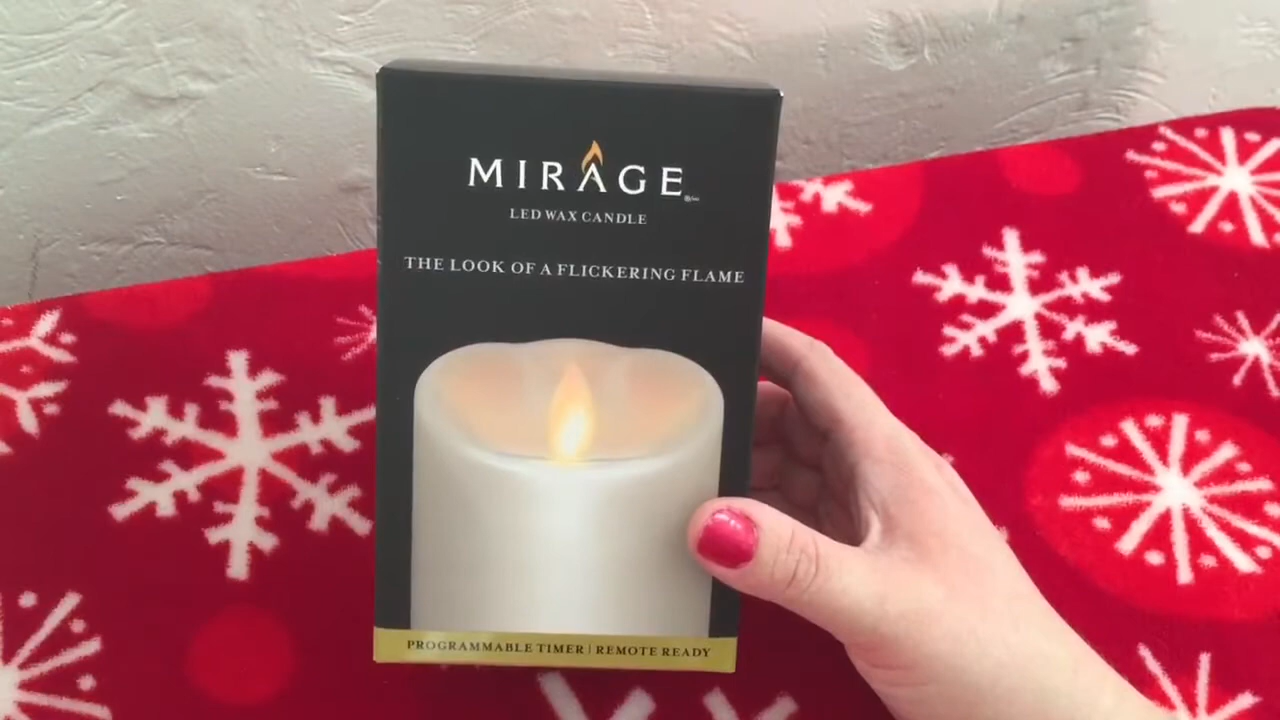 MIRAGE
LED WAX CANDLE
THE LOOK OF A FLICKERING FLAME
PROGRAMMABLE TIMER | REMOTE READY